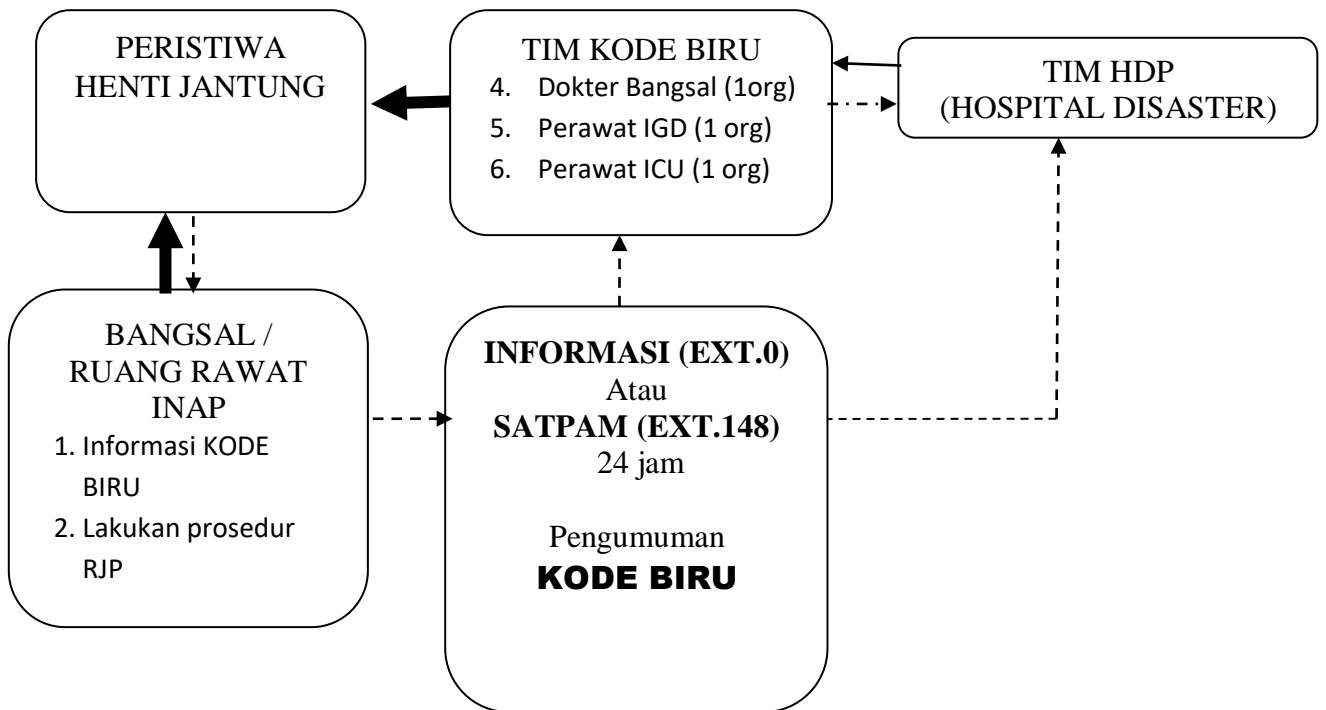 PERISTIWA
HENTI JANTUNG
TIM KODE BIRU
4. Dokter Bangsal (1org)
5. Perawat IGD (1 org)
6. Perawat ICU (1 org)
TIM HDP
(HOSPITAL DISASTER)
BANGSAL /
RUANG RAWAT
INAP
1. Informasi KODE
BIRU
2. Lakukan prosedur
RJP
INFORMASI (EXT.0)
Atau
SATPAM (EXT.148)
24 jam
Pengumuman
KODE BIRU